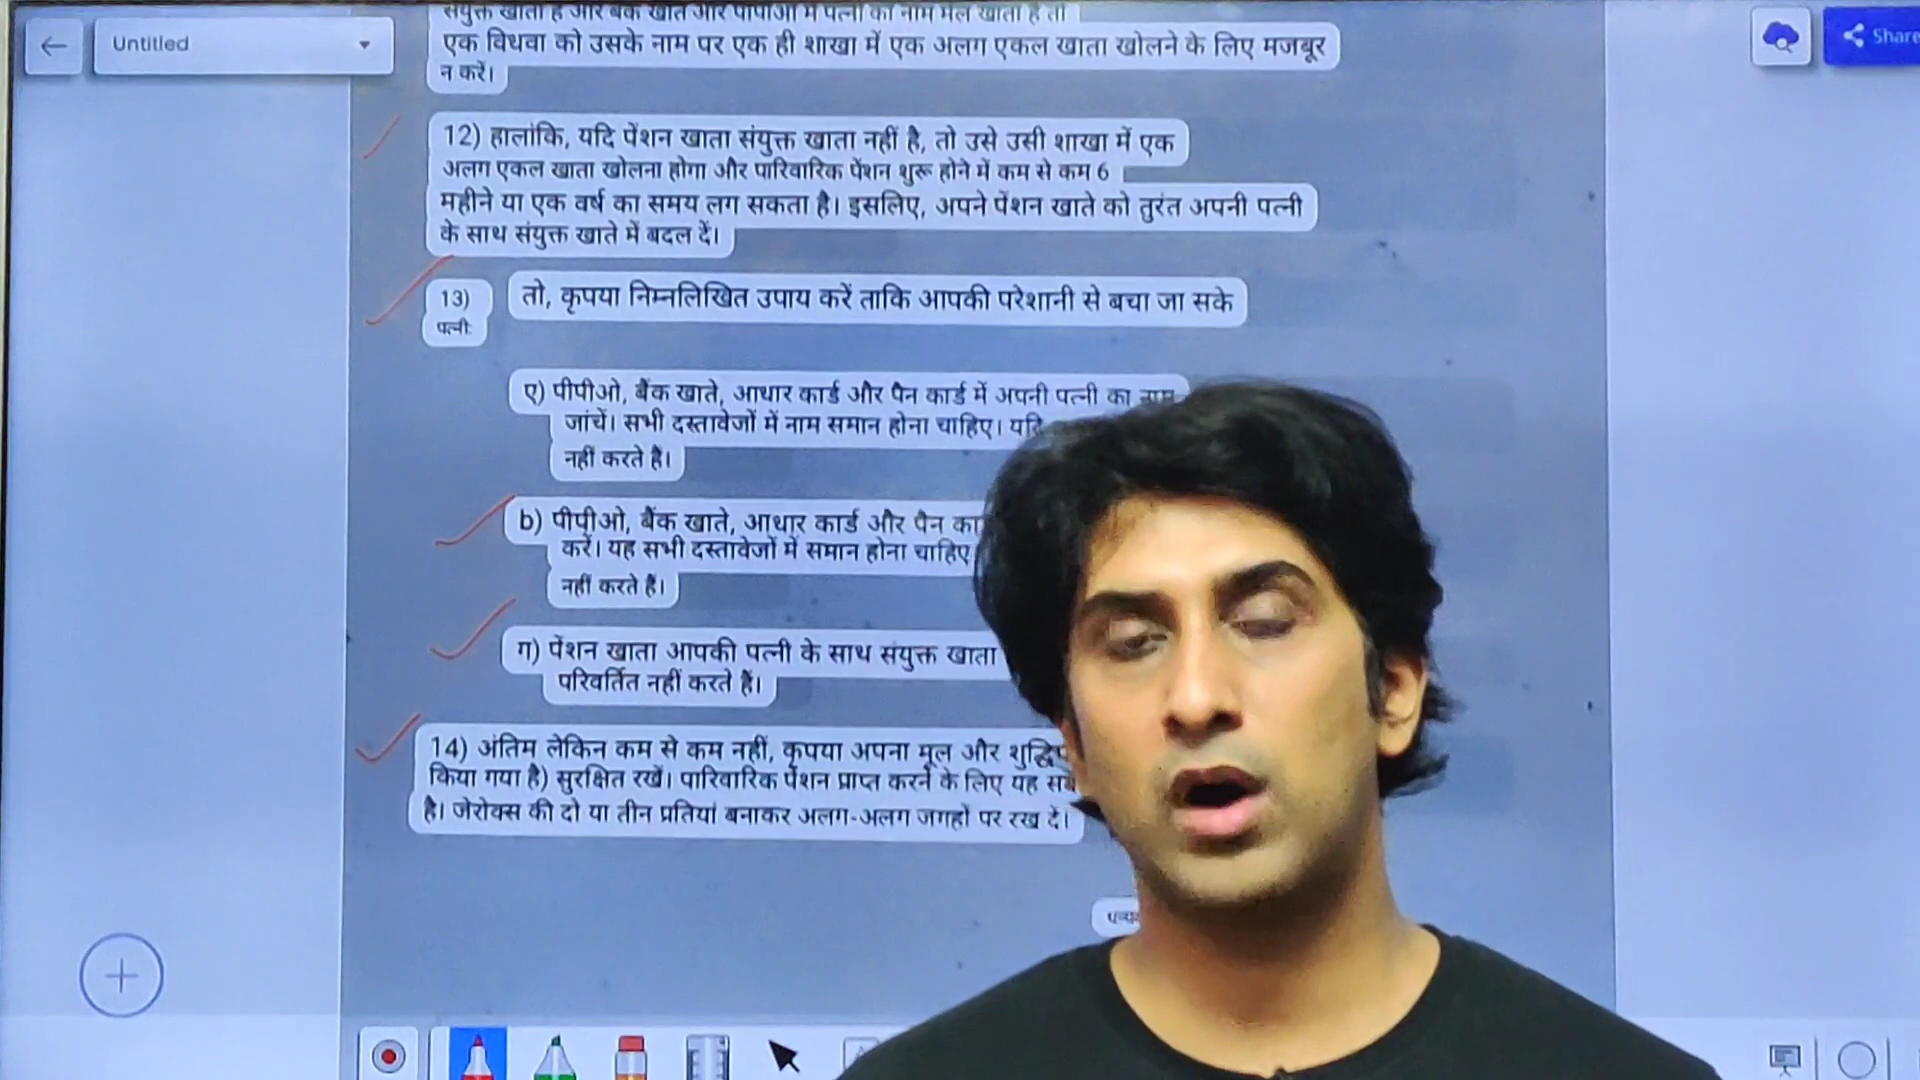 Untitled
Share
संयुक्त खाता है और बैंक खाते और पीपीओ में पत्नी का नाम मेल खाता है तो
एक विधवा को उसके नाम पर एक ही शाखा में एक अलग एकल खाता खोलने के लिए मजबूर
न करें।
12) हालांकि, यदि पेंशन खाता संयुक्त खाता नहीं है, तो उसे उसी शाखा में एक
अलग एकल खाता खोलना होगा और पारिवारिक पेंशन शुरू होने में कम से कम 6
महीने या एक वर्ष का समय लग सकता है। इसलिए, अपने पेंशन खाते को तुरंत अपनी पत्नी
के साथ संयुक्त खाते में बदल दें।
13) तो, कृपया निम्नलिखित उपाय करें ताकि आपकी परेशानी से बचा जा सके
पत्नी:
ए) पीपीओ, बैंक खाते, आधार कार्ड और पैन कार्ड में अपनी पत्नी का नाम
जांचें। सभी दस्तावेजों में नाम समान होना चाहिए। यदि
नहीं करते हैं।
b) पीपीओ, बैंक खाते, आधार कार्ड और पैन
करें। यह सभी दस्तावेजों में समान होना चाहिए
नहीं करते हैं।
ग) पेंशन खाता आपकी पत्नी के साथ संयुक्त खाता
परिवर्तित नहीं करते हैं।
14) अंतिम लेकिन कम से कम नहीं, कृपया अपना मूल और
किया गया है) सुरक्षित रखें। पारिवारिक पेंशन प्राप्त करने के लिए यह
है। जेरोक्स की दो या तीन प्रतियां बनाकर अलग-अलग जगहों पर रख दें।